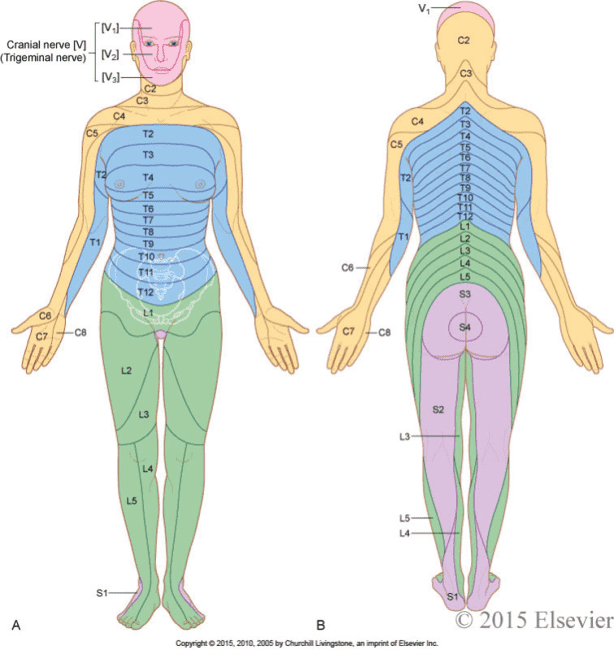 [V₁]
Cranial nerve [V]
(Trigeminal nerve)
[V₂]
[V₃]
C2
C3
C4
C5
T2
T3
T2
T4
T5
T6
T7
T8
T9
T1
T10
T11
T12
L1
C6
C7
C8
L2
L3
L4
L5
S1
A
V₁
C2
C3
C4
T2
T3
C5
T4
T5
T6
T2
T7
T8
T9
T10
T11
T12
T1
L1
L2
L3
C6
L4
L5
S3
C7
C8
S4
S2
L3
L5
L4
S1
B
© 2015 Elsevier
Copyright © 2015, 2010, 2005 by Churchill Livingstone, an imprint of Elsevier Inc.